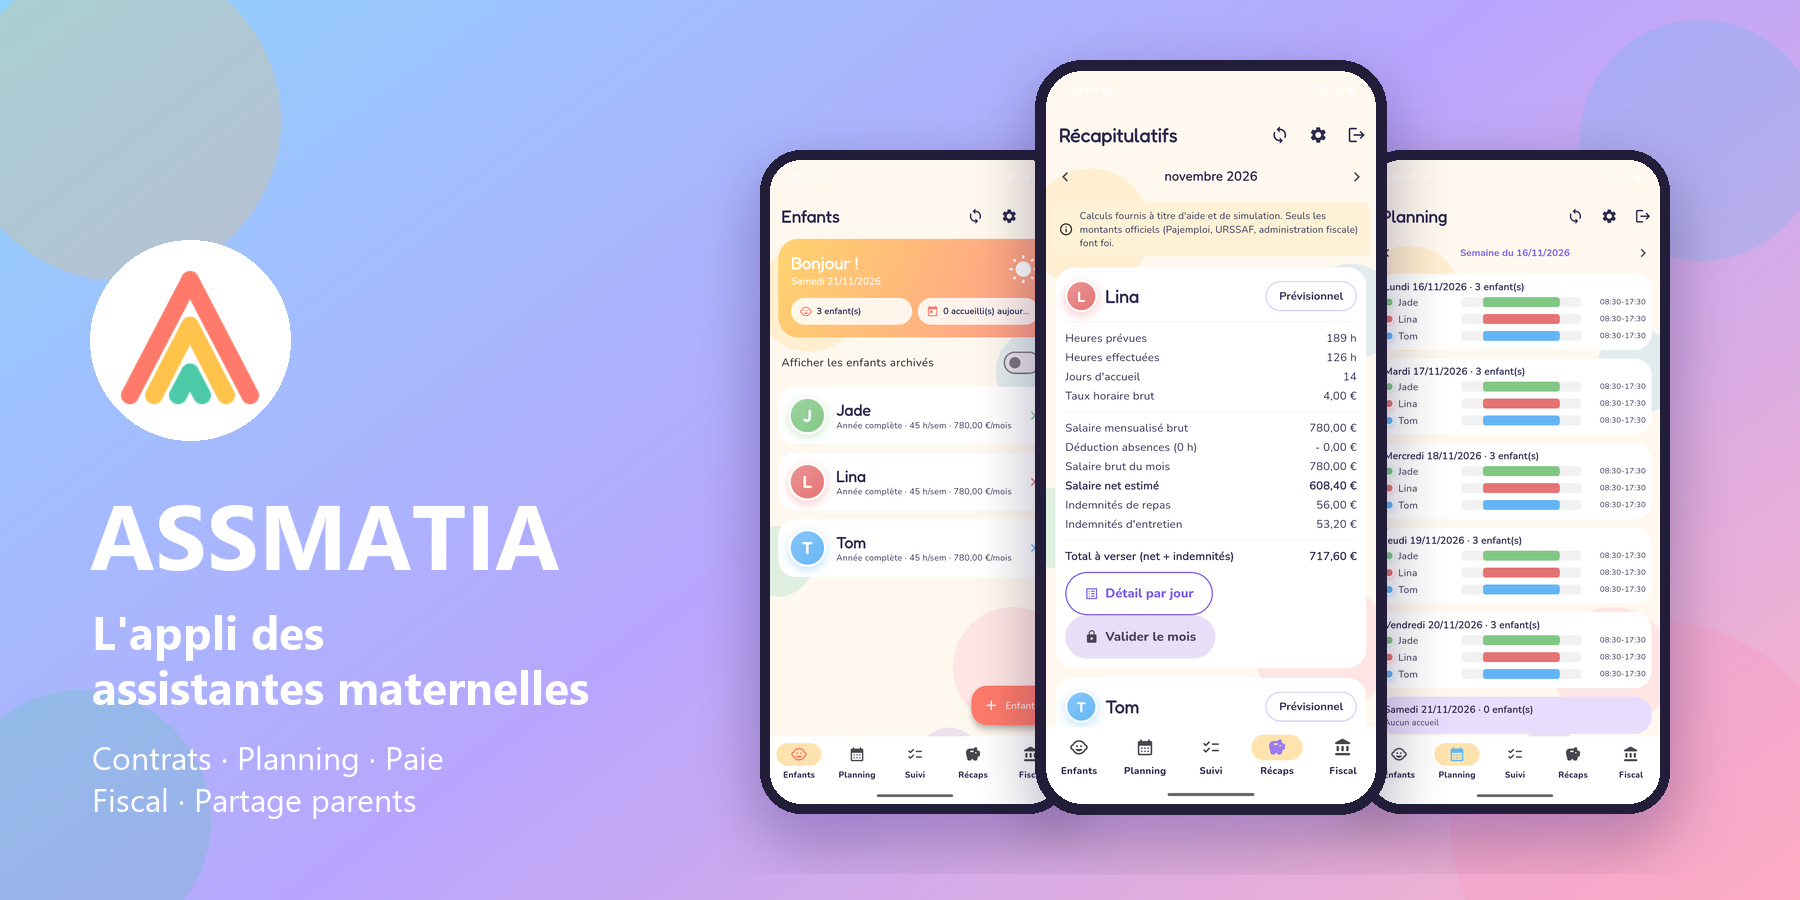 ASSMATIA
L'appli des
assistantes maternelles
Contrats · Planning · Paie
Fiscal · Partage parents
Enfants
Bonjour !
Samedi 21/11/2026
3 enfant(s)
0 accueilli(s) aujour...
Afficher les enfants archivés
J
Jade
Année complète · 45 h/sem · 780,00 €/mois
L
Lina
Année complète · 45 h/sem · 780,00 €/mois
T
Tom
Année complète · 45 h/sem · 780,00 €/mois
+ Enfant
Enfants
Planning
Suivi
Récaps
Fisc
Récapitulatifs
novembre 2026
Calculs fournis à titre d'aide et de simulation. Seuls les
montants officiels (Pajemploi, URSSAF, administration fiscale)
font foi.
L
Lina
Prévisionnel
Heures prévues 189 h
Heures effectuées 126 h
Jours d'accueil 14
Taux horaire brut 4,00 €
Salaire mensualisé brut 780,00 €
Déduction absences (0 h) - 0,00 €
Salaire brut du mois 780,00 €
Salaire net estimé 608,40 €
Indemnités de repas 56,00 €
Indemnités d'entretien 53,20 €
Total à verser (net + indemnités) 717,60 €
Détail par jour
Valider le mois
T
Tom
Prévisionnel
Enfants
Planning
Suivi
Récaps
Fiscal
Planning
Semaine du 16/11/2026
Lundi 16/11/2026 · 3 enfant(s)
Jade 08:30-17:30
Lina 08:30-17:30
Tom 08:30-17:30
Mardi 17/11/2026 · 3 enfant(s)
Jade 08:30-17:30
Lina 08:30-17:30
Tom 08:30-17:30
Mercredi 18/11/2026 · 3 enfant(s)
Jade 08:30-17:30
Lina 08:30-17:30
Tom 08:30-17:30
Jeudi 19/11/2026 · 3 enfant(s)
Jade 08:30-17:30
Lina 08:30-17:30
Tom 08:30-17:30
Vendredi 20/11/2026 · 3 enfant(s)
Jade 08:30-17:30
Lina 08:30-17:30
Tom 08:30-17:30
Samedi 21/11/2026 · 0 enfant(s)
Aucun accueil
Enfants
Planning
Suivi
Récaps
Fiscal